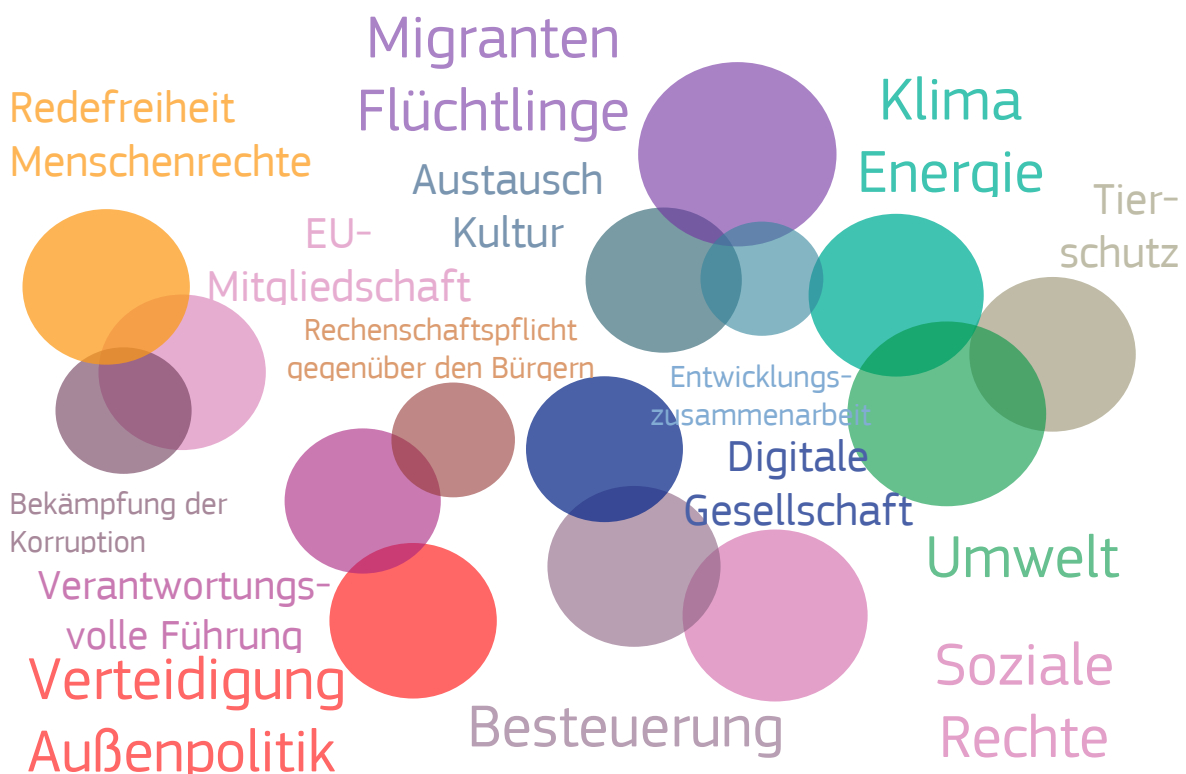 Migranten
Flüchtlinge
Redefreiheit
Menschenrechte
Klima
Energie
Austausch
Kultur
Tier-
schutz
EU-
Mitgliedschaft
Rechenschaftspflicht
gegenüber den Bürgern
Entwicklungs-
zusammenarbeit
Digitale
Gesellschaft
Bekämpfung der
Korruption
Umwelt
Verantwortungs-
volle Führung
Verteidigung
Außenpolitik
Besteuerung
Soziale
Rechte